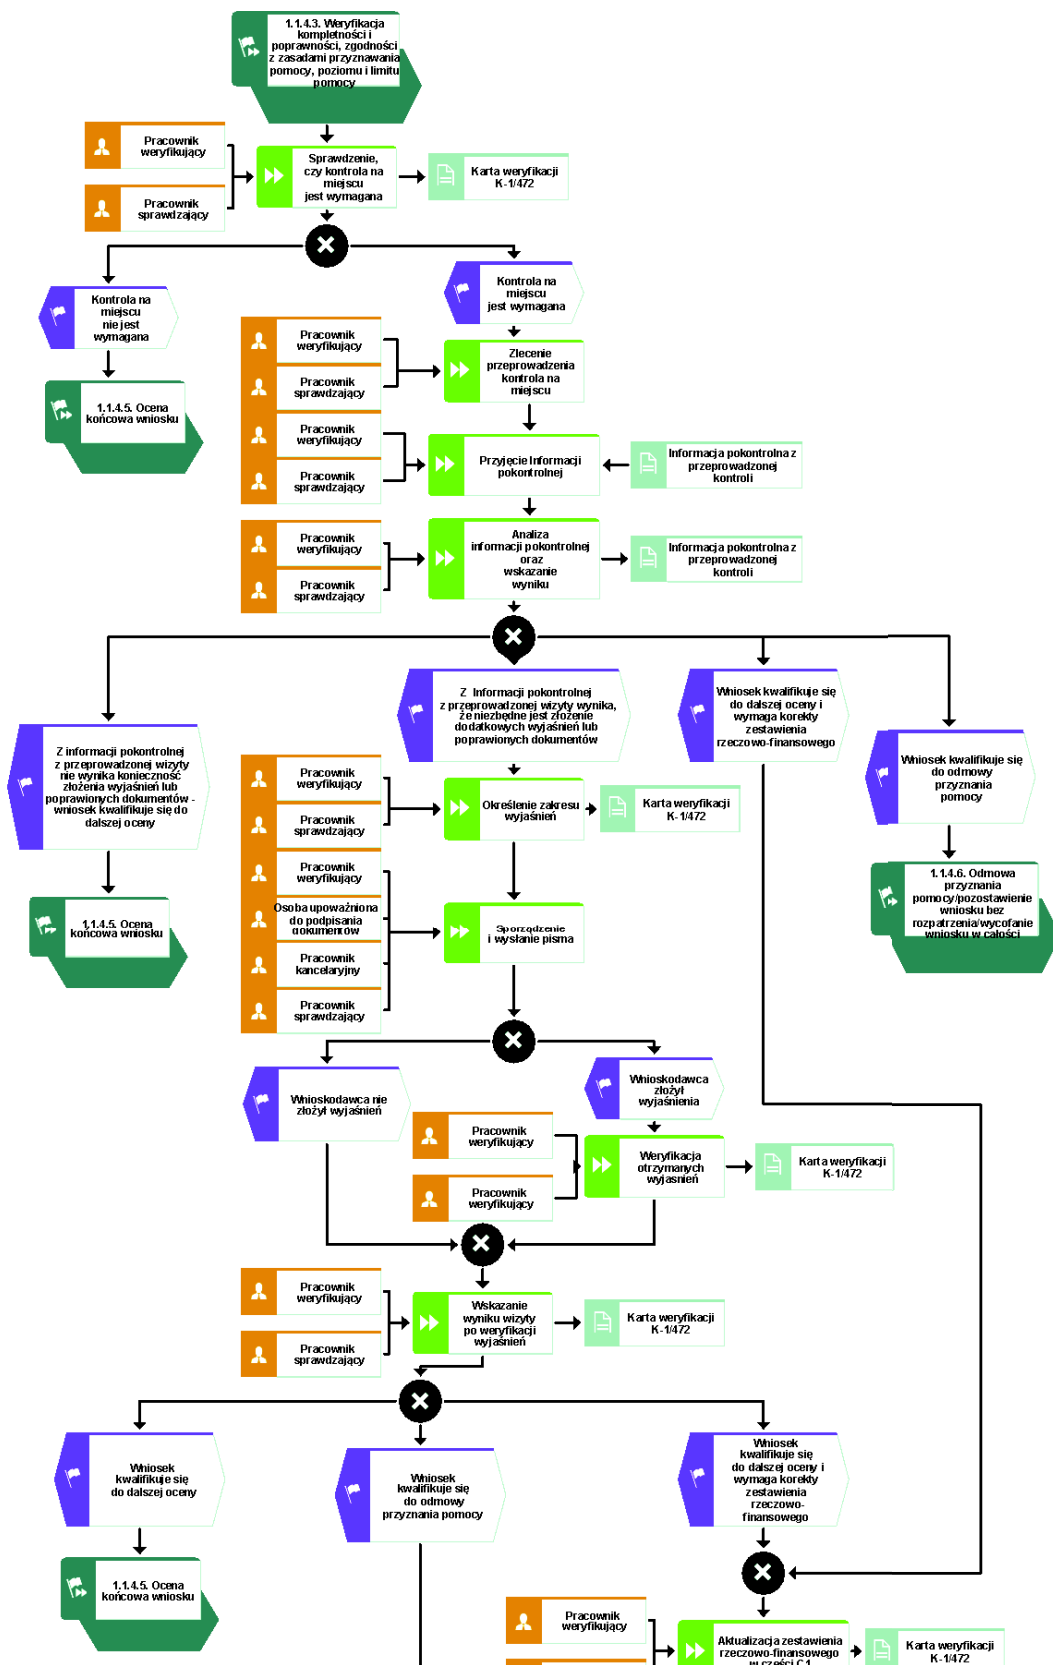 1.1.4.3. Weryfikacja
kompletności i
poprawności, zgodności
z zasadami przyznawania
pomocy, poziomu i limitu
pomocy
Pracownik
weryfikujący
Pracownik
sprawdzający
Sprawdzenie,
czy kontrola na
miejscu
jest wymagana
Karta weryfikacji
K-1/472
Kontrola na
miejscu
nie jest
wymagana
Kontrola na
miejscu
jest wymagana
1.1.4.5. Ocena
końcowa wniosku
Pracownik
weryfikujący
Pracownik
sprawdzający
Zlecenie
przeprowadzenia
kontrola na
miejscu
Pracownik
weryfikujący
Pracownik
sprawdzający
Przyjęcie Informacji
pokontrolnej
Informacja pokontrolna z
przeprowadzonej
kontroli
Pracownik
weryfikujący
Pracownik
sprawdzający
Analiza
informacji pokontrolnej
oraz
wskazanie
wyniku
Informacja pokontrolna z
przeprowadzonej
kontroli
Z informacji pokontrolnej
z przeprowadzonej wizyty
nie wynika konieczność
złożenia wyjaśnień lub
poprawionych dokumentów -
wniosek kwalifikuje się do
dalszej oceny
Z Informacji pokontrolnej
z przeprowadzonej wizyty wynika,
że niezbędne jest złożenie
dodatkowych wyjaśnień lub
poprawionych dokumentów
Wniosek kwalifikuje się
do dalszej oceny i
wymaga korekty
zestawienia
rzeczowo-finansowego
Wniosek kwalifikuje się
do odmowy
przyznania
pomocy
1.1.4.5. Ocena
końcowa wniosku
Pracownik
weryfikujący
Pracownik
sprawdzający
Określenie zakresu
wyjaśnień
Karta weryfikacji
K-1/472
1.1.4.6. Odmowa
przyznania
pomocy/pozostawienie
wniosku bez
rozpatrzenia/wycofanie
wniosku w całości
Pracownik
weryfikujący
Osoba upoważniona
do podpisania
dokumentów
Pracownik
kancelaryjny
Pracownik
sprawdzający
Sporządzenie
i wysłanie pisma
Wnioskodawca nie
złożył wyjaśnień
Wnioskodawca
złożył
wyjaśnienia
Pracownik
weryfikujący
Pracownik
weryfikujący
Weryfikacja
otrzymanych
wyjasnień
Karta weryfikacji
K-1/472
Pracownik
weryfikujący
Pracownik
sprawdzający
Wskazanie
wyniku wizyty
po weryfikacji
wyjaśnień
Karta weryfikacji
K-1/472
Wniosek
kwalifikuje się
do dalszej oceny
Wniosek
kwalifikuje się
do odmowy
przyznania pomocy
Wniosek
kwalifikuje się
do dalszej oceny i
wymaga korekty
zestawienia
rzeczowo-
finansowego
1.1.4.5. Ocena
końcowa wniosku
Pracownik
weryfikujący
Aktualizacja zestawienia
rzeczowo-finansowego
w części C1
Karta weryfikacji
K-1/472